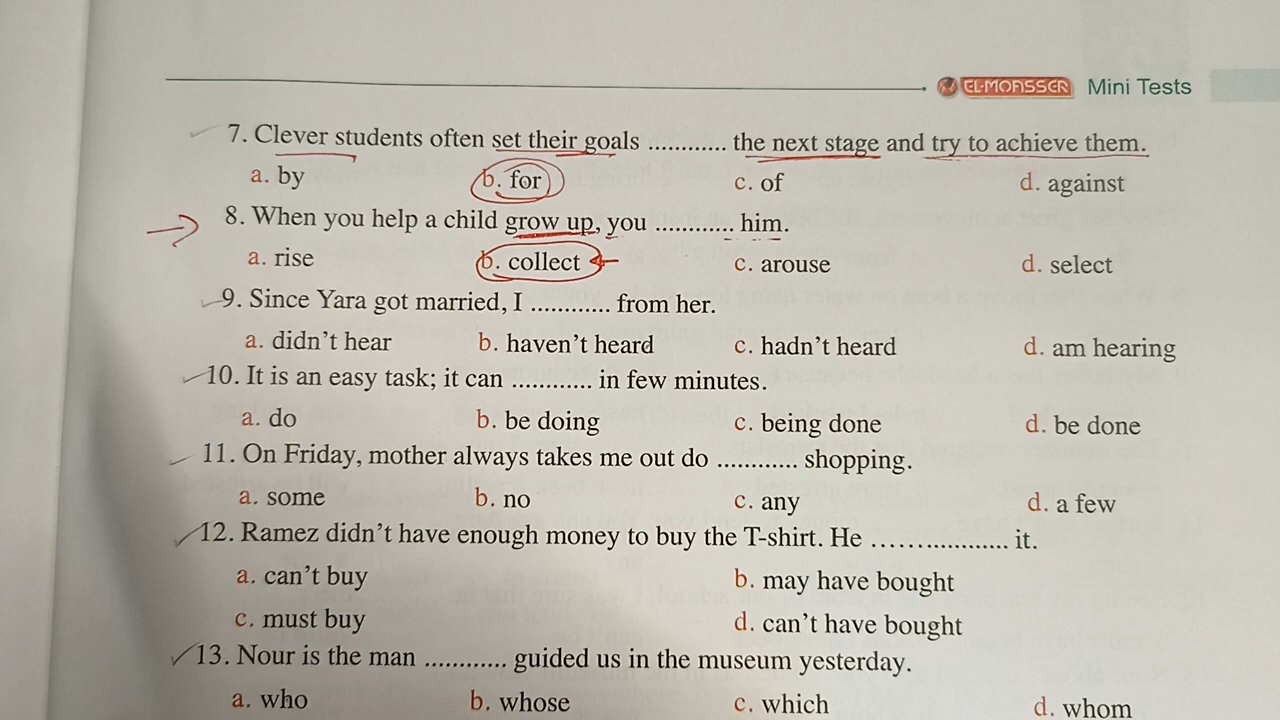 EL-MOASSER Mini Tests
7. Clever students often set their goals ............ the next stage and try to achieve them.
a. by b. for c. of d. against
8. When you help a child grow up, you ............ him.
a. rise b. collect c. arouse d. select
9. Since Yara got married, I ............ from her.
a. didn't hear b. haven't heard c. hadn't heard d. am hearing
10. It is an easy task; it can ............ in few minutes.
a. do b. be doing c. being done d. be done
11. On Friday, mother always takes me out do ............ shopping.
a. some b. no c. any d. a few
12. Ramez didn't have enough money to buy the T-shirt. He .................... it.
a. can't buy b. may have bought
c. must buy d. can't have bought
13. Nour is the man ............ guided us in the museum yesterday.
a. who b. whose c. which d. whom